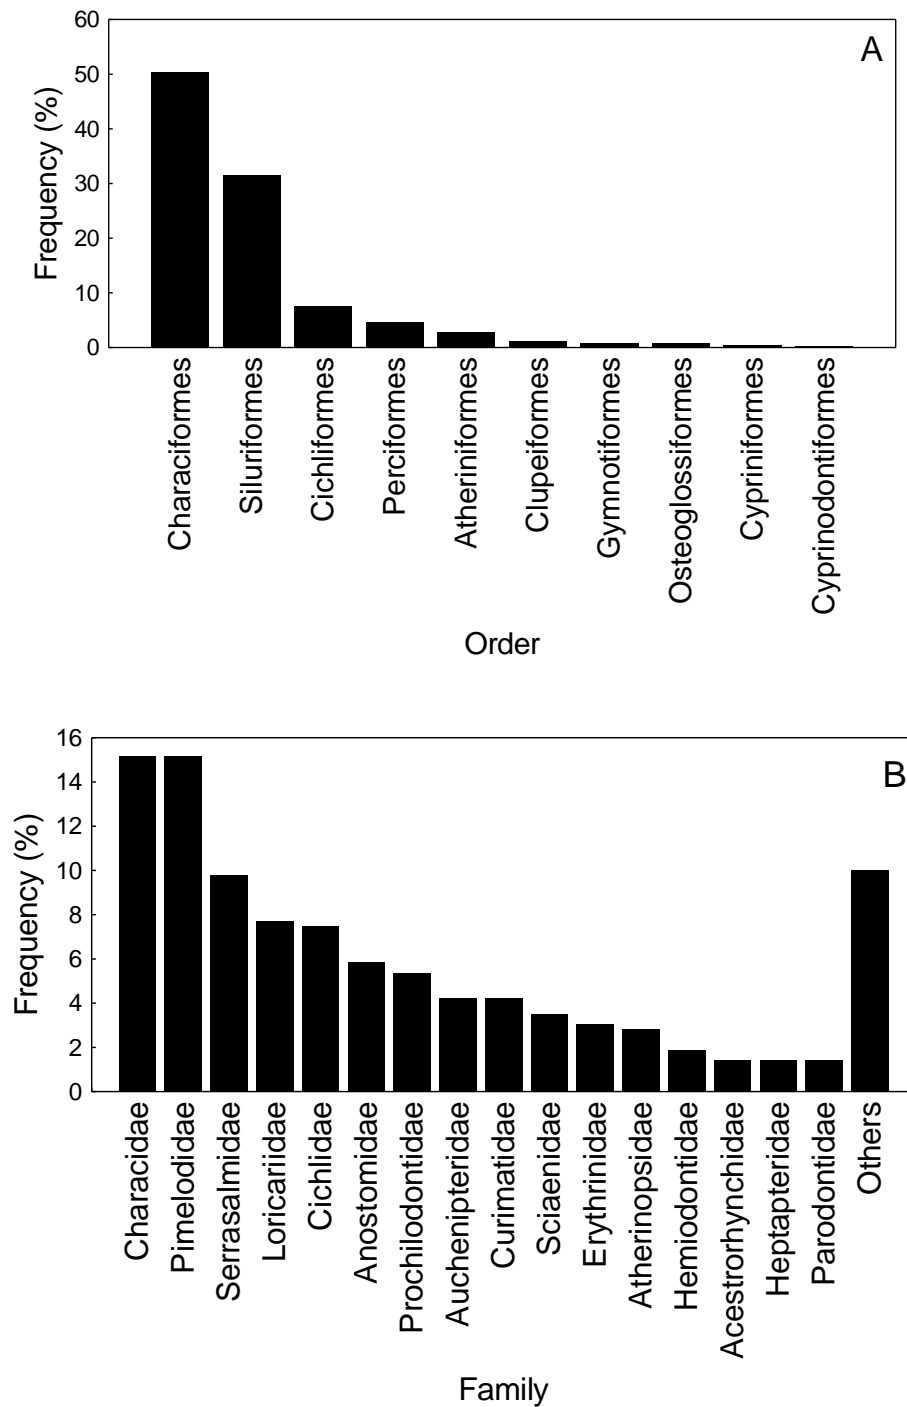 A
Frequency (%)
60
50
40
30
20
10
0
Characiformes
Siluriformes
Cichliformes
Perciformes
Atheriniformes
Clupeiformes
Gymnotiformes
Osteoglossiformes
Cypriniformes
Cyprinodontiformes
Order
B
Frequency (%)
16
14
12
10
8
6
4
2
0
Characidae
Pimelodidae
Serrasalmidae
Loricariidae
Cichlidae
Anostomidae
Prochilodontidae
Auchenipteridae
Curimatidae
Sciaenidae
Erythrinidae
Atherinopsidae
Hemiodontidae
Acestrorhynchidae
Heptapteridae
Parodontidae
Others
Family